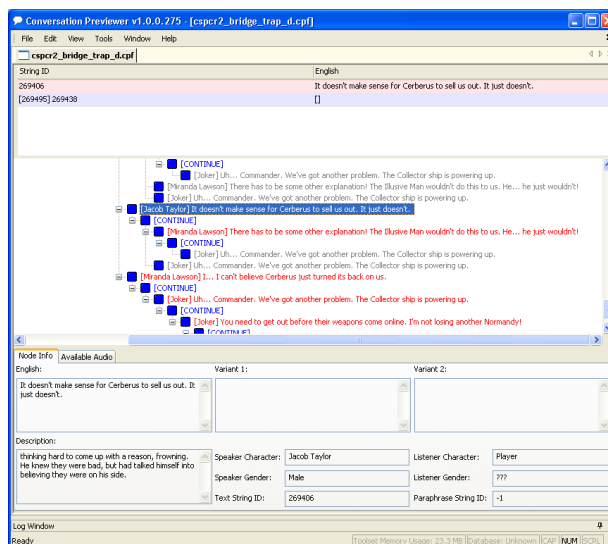 Conversation Previewer v1.0.0.275 - [cspcr2_bridge_trap_d.cpf]
File Edit View Tools Window Help
cspcr2_bridge_trap_d.cpf
String ID English
269406 It doesn't make sense for Cerberus to sell us out. It just doesn't.
[269495] 269438 []
[CONTINUE]
[Joker] Uh... Commander. We've got another problem. The Collector ship is powering up.
[Miranda Lawson] There has to be some other explanation! The Illusive Man wouldn't do this to us. He... he just wouldn't!
[Joker] Uh... Commander. We've got another problem. The Collector ship is powering up.
[Jacob Taylor] It doesn't make sense for Cerberus to sell us out. It just doesn't.
[CONTINUE]
[Miranda Lawson] There has to be some other explanation! The Illusive Man wouldn't do this to us. He... he just wouldn't!
[CONTINUE]
[Joker] Uh... Commander. We've got another problem. The Collector ship is powering up.
[Joker] Uh... Commander. We've got another problem. The Collector ship is powering up.
[Miranda Lawson] I... I can't believe Cerberus just turned its back on us.
[CONTINUE]
[Joker] Uh... Commander. We've got another problem. The Collector ship is powering up.
[CONTINUE]
[Joker] You need to get out before their weapons come online. I'm not losing another Normandy!
[CONTINUE]
Node Info Available Audio
English: Variant 1: Variant 2:
It doesn't make sense for Cerberus to sell us out. It
just doesn't.
Description:
thinking hard to come up with a reason, frowning.
He knew they were bad, but had talked himself into
believing they were on his side.
Speaker Character: Jacob Taylor Listener Character: Player
Speaker Gender: Male Listener Gender: ???
Text String ID: 269406 Paraphrase String ID: -1
Log Window
Ready Toolset Memory Usage: 23.3 MB Database: Unknown CAP NUM SCRL